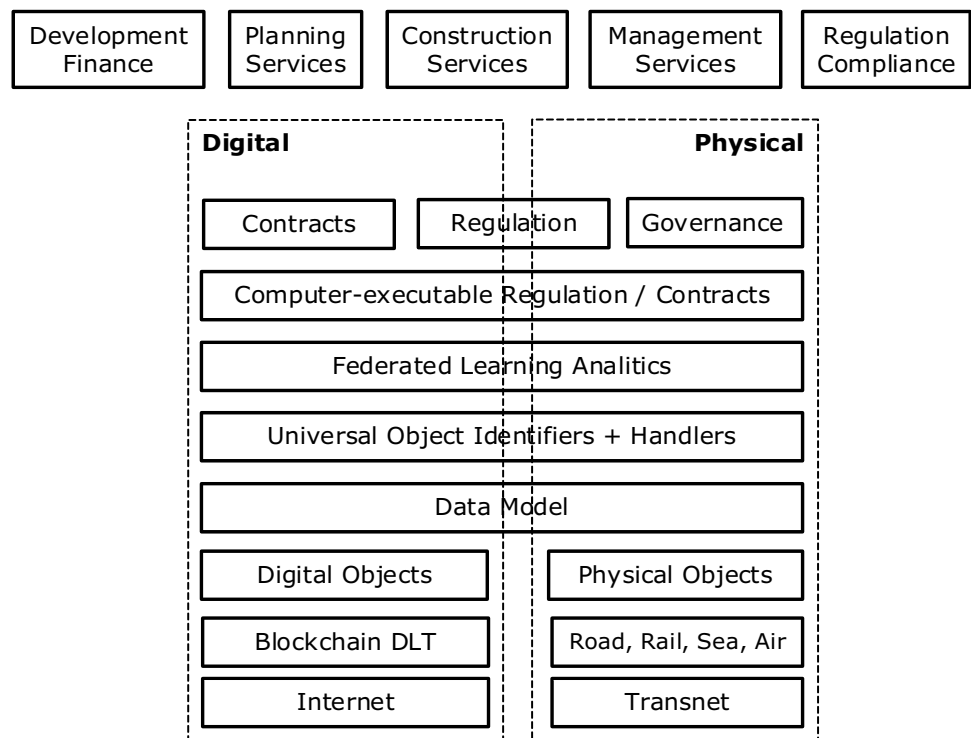 Development
Finance
Planning
Services
Construction
Services
Management
Services
Regulation
Compliance
Digital
Physical
Contracts
Regulation
Governance
Computer-executable Regulation / Contracts
Federated Learning Analitics
Universal Object Identifiers + Handlers
Data Model
Digital Objects
Physical Objects
Blockchain DLT
Road, Rail, Sea, Air
Internet
Transnet